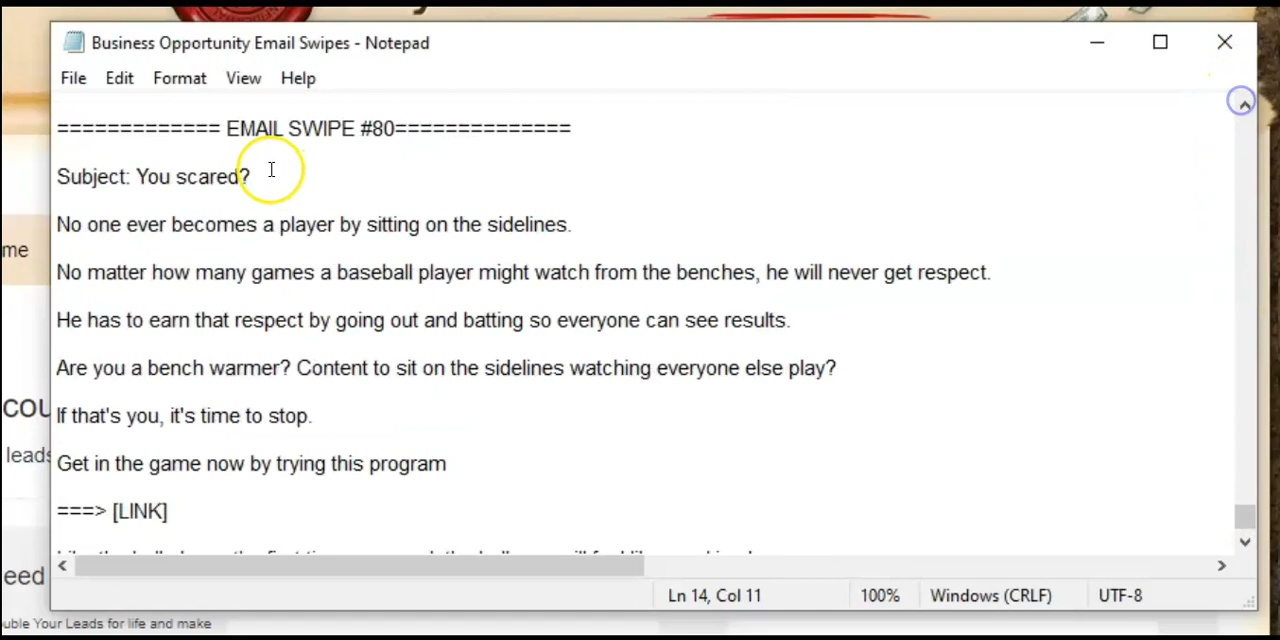 Business Opportunity Email Swipes - Notepad
File Edit Format View Help
============= EMAIL SWIPE #80==============
Subject: You scared?
No one ever becomes a player by sitting on the sidelines.
No matter how many games a baseball player might watch from the benches, he will never get respect.
He has to earn that respect by going out and batting so everyone can see results.
Are you a bench warmer? Content to sit on the sidelines watching everyone else play?
If that's you, it's time to stop.
Get in the game now by trying this program
===> [LINK]
Ln 14, Col 11 100% Windows (CRLF) UTF-8
me
cou
leads
eed
uble Your Leads for life and make